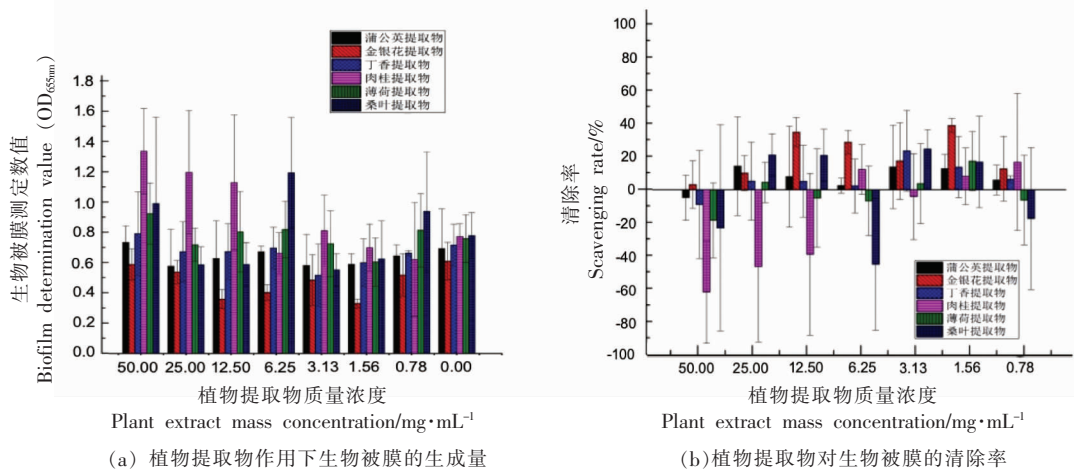 蒲公英提取物
金银花提取物
丁香提取物
肉桂提取物
薄荷提取物
桑叶提取物
生物被膜测定数值
Biofilm determination value (OD655nm)
1.8
1.6
1.4
1.2
1.0
0.8
0.6
0.4
0.2
0.0
50.00 25.00 12.50 6.25 3.13 1.56 0.78 0.00
植物提取物质量浓度
Plant extract mass concentration/mg·mL⁻¹
(a) 植物提取物作用下生物被膜的生成量
清除率
Scavenging rate/%
100
80
60
40
20
0
-20
-40
-60
-80
-100
蒲公英提取物
金银花提取物
丁香提取物
肉桂提取物
薄荷提取物
桑叶提取物
50.00 25.00 12.50 6.25 3.13 1.56 0.78
植物提取物质量浓度
Plant extract mass concentration/mg·mL⁻¹
(b)植物提取物对生物被膜的清除率